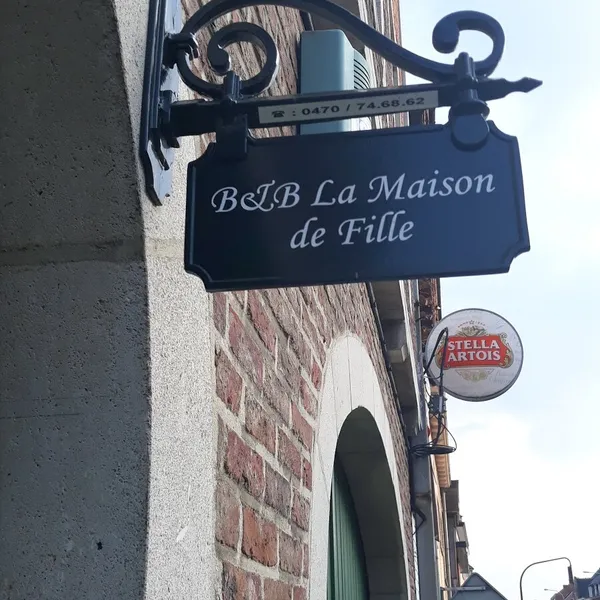 ☎ : 0470 / 74.68.62
B&B La Maison
de Fille
STELLA
ARTOIS